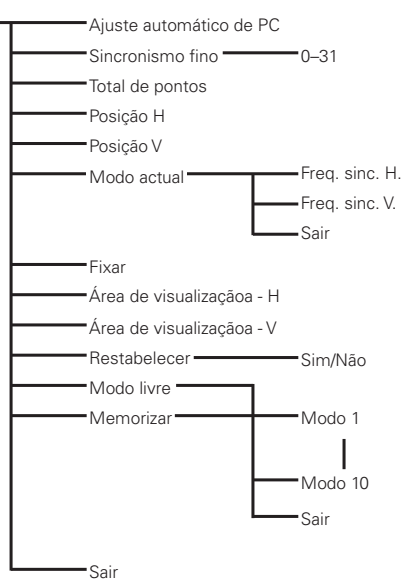 Ajuste automático de PC
Sincronismo fino 0–31
Total de pontos
Posição H
Posição V
Modo actual Freq. sinc. H.
Freq. sinc. V.
Sair
Fixar
Área de visualizaçãoa - H
Área de visualizaçãoa - V
Restabelecer Sim/Não
Modo livre
Memorizar Modo 1
Modo 10
Sair
Sair